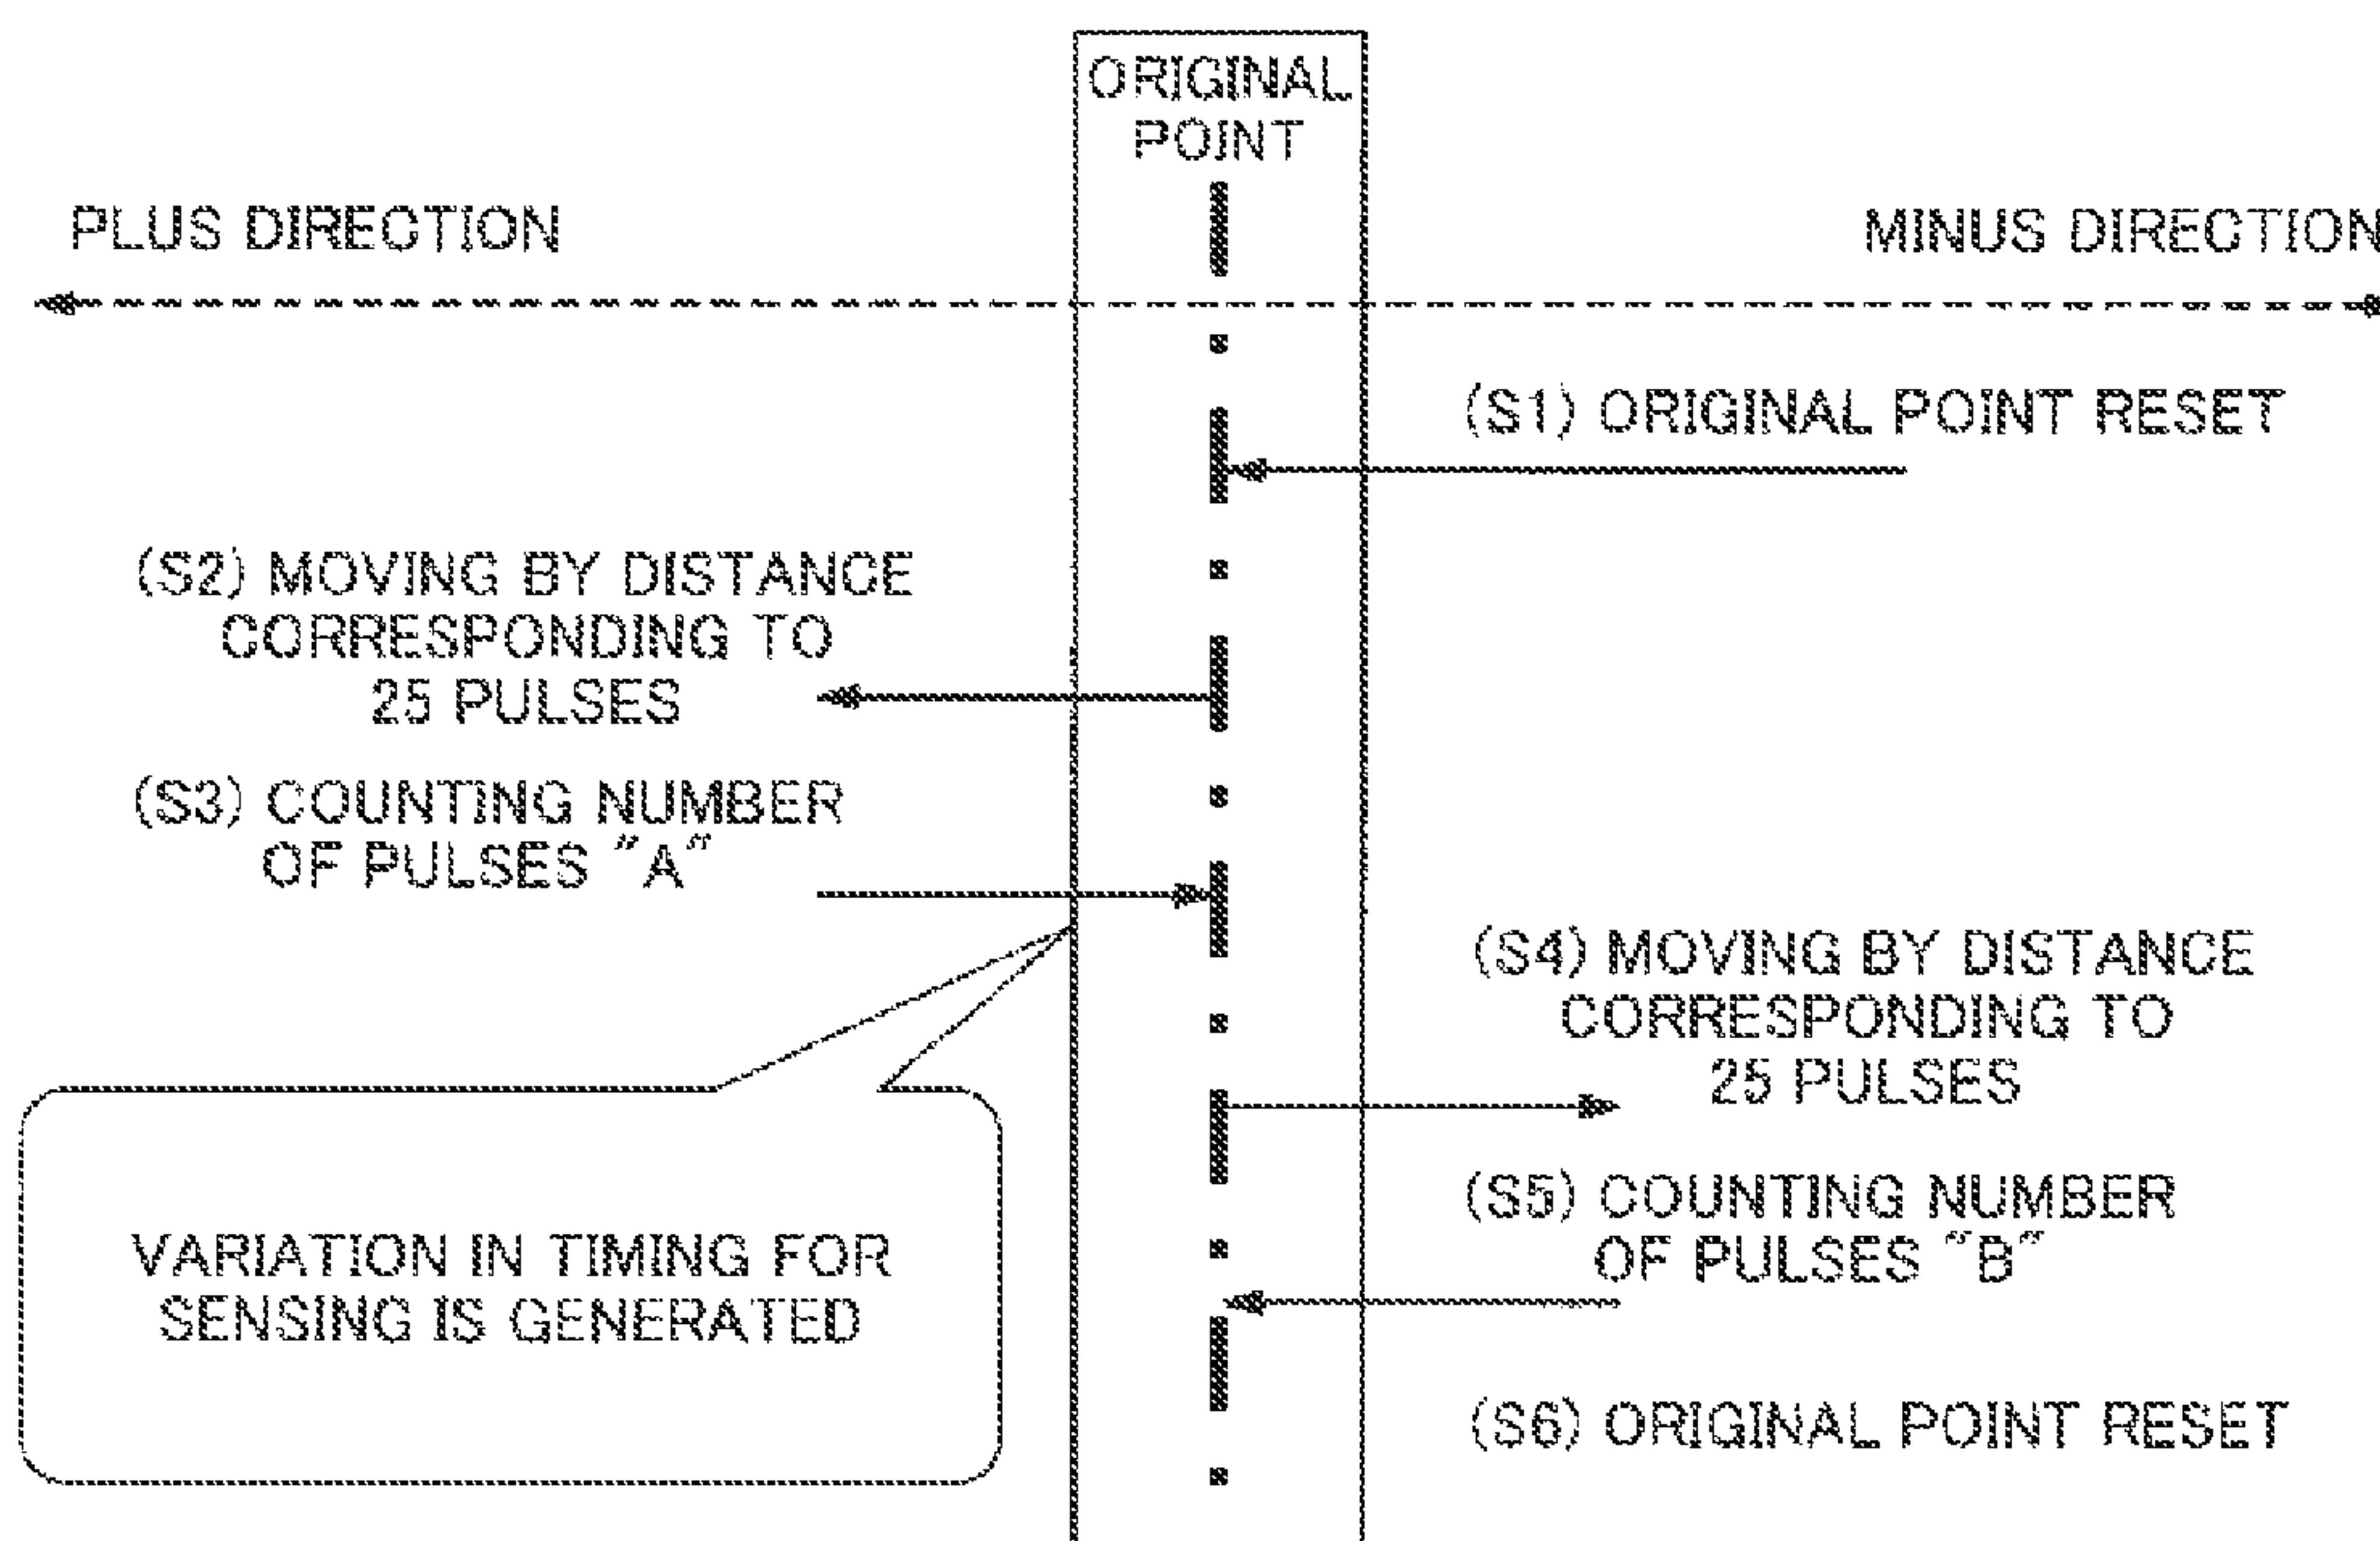 ORIGINAL
POINT
PLUS DIRECTION
MINUS DIRECTION
(S1) ORIGINAL POINT RESET
(S2) MOVING BY DISTANCE
CORRESPONDING TO
25 PULSES
(S3) COUNTING NUMBER
OF PULSES "A"
(S4) MOVING BY DISTANCE
CORRESPONDING TO
25 PULSES
(S5) COUNTING NUMBER
OF PULSES "B"
VARIATION IN TIMING FOR
SENSING IS GENERATED
(S6) ORIGINAL POINT RESET